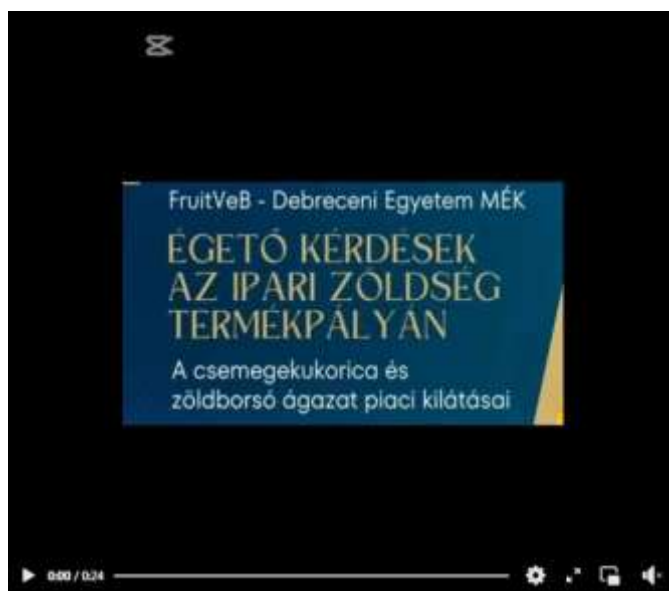 FruitVeB - Debreceni Egyetem MÉK
ÉGETŐ KÉRDÉSEK
AZ IPARI ZÖLDSÉG
TERMÉKPÁLYÁN
A csemegekukorica és
zöldborsó ágazat piaci kilátásai
0:00 / 0:24